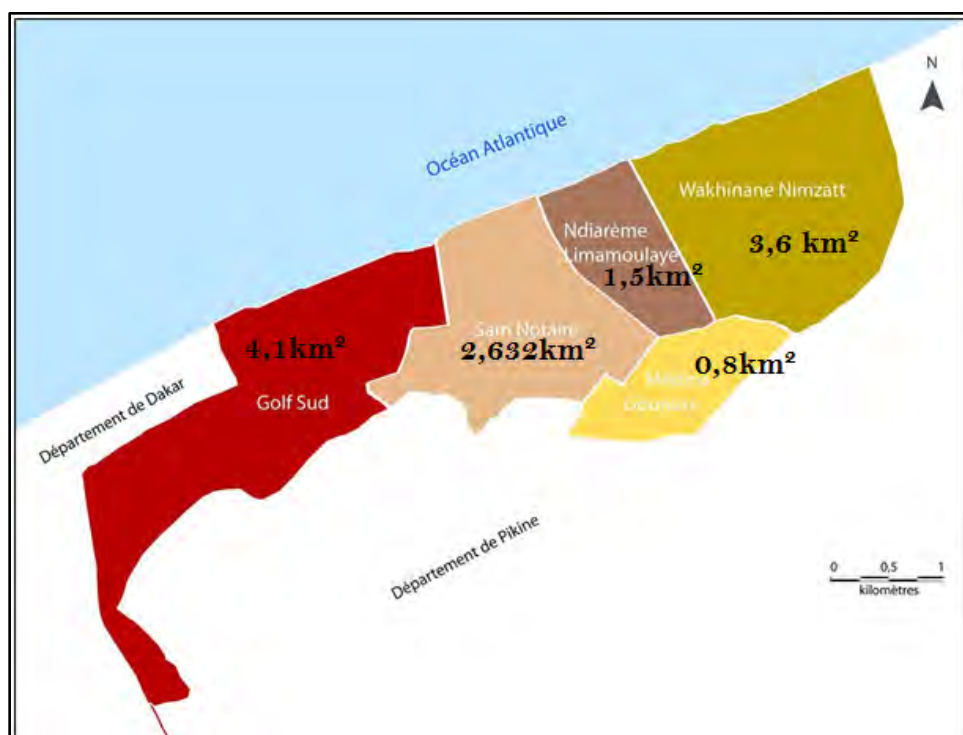 N
Océan Atlantique
Wakhinane Nimzatt
3,6 km²
Ndiarème
Limamoulaye
1,5km²
Sam Notaire
2,632km²
4,1km²
Golf Sud
0,8km²
Département de Dakar
Département de Pikine
0 0,5 1
kilomètres